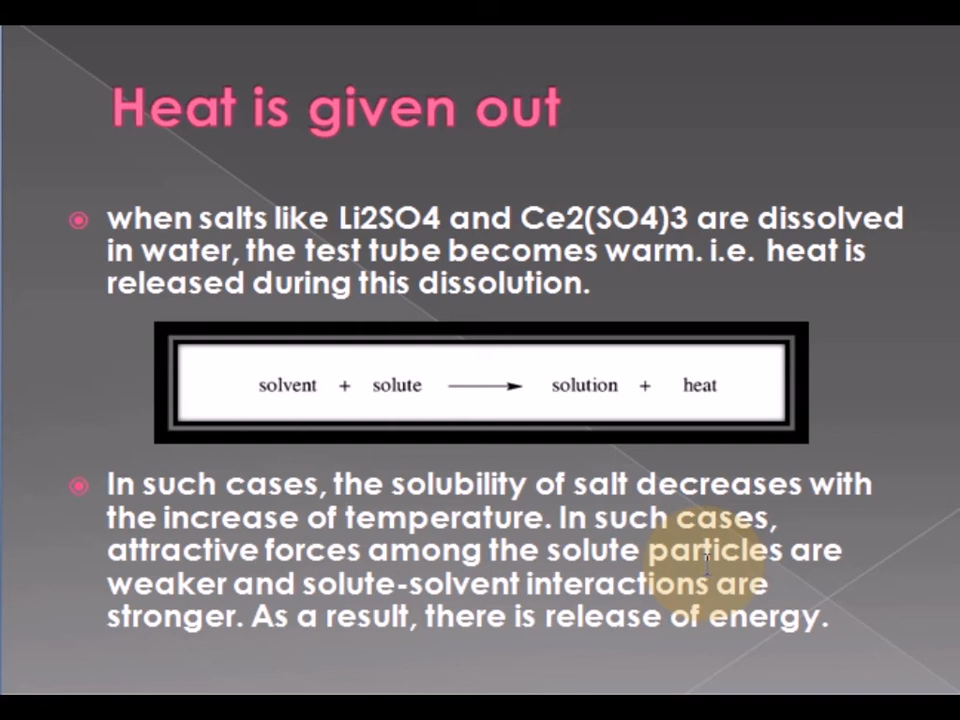 Heat is given out
when salts like Li2SO4 and Ce2(SO4)3 are dissolved
in water, the test tube becomes warm. i.e. heat is
released during this dissolution.
solvent + solute ⟶ solution + heat
In such cases, the solubility of salt decreases with
the increase of temperature. In such cases,
attractive forces among the solute particles are
weaker and solute-solvent interactions are
stronger. As a result, there is release of energy.